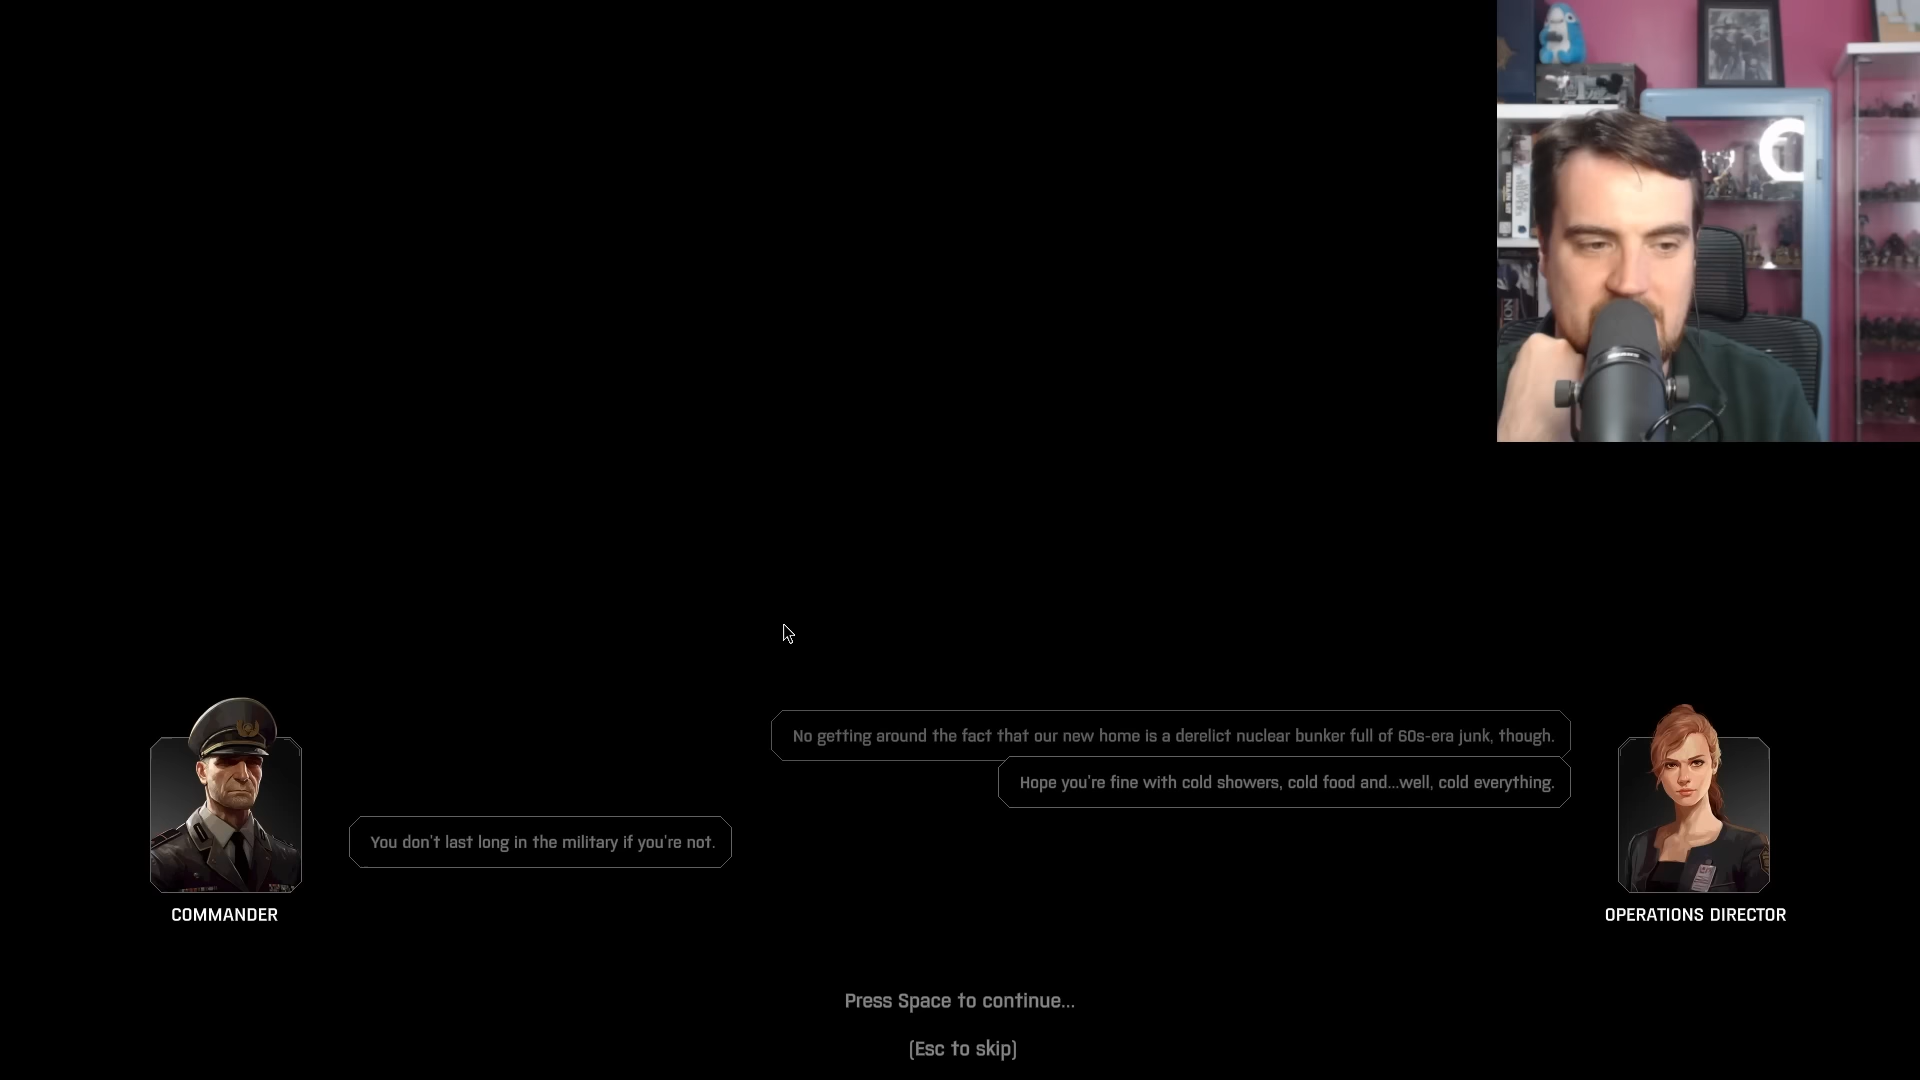 No getting around the fact that our new home is a derelict nuclear bunker full of 60s-era junk, though.
Hope you're fine with cold showers, cold food and...well, cold everything.
You don't last long in the military if you're not.
COMMANDER
OPERATIONS DIRECTOR
Press Space to continue...
(Esc to skip)